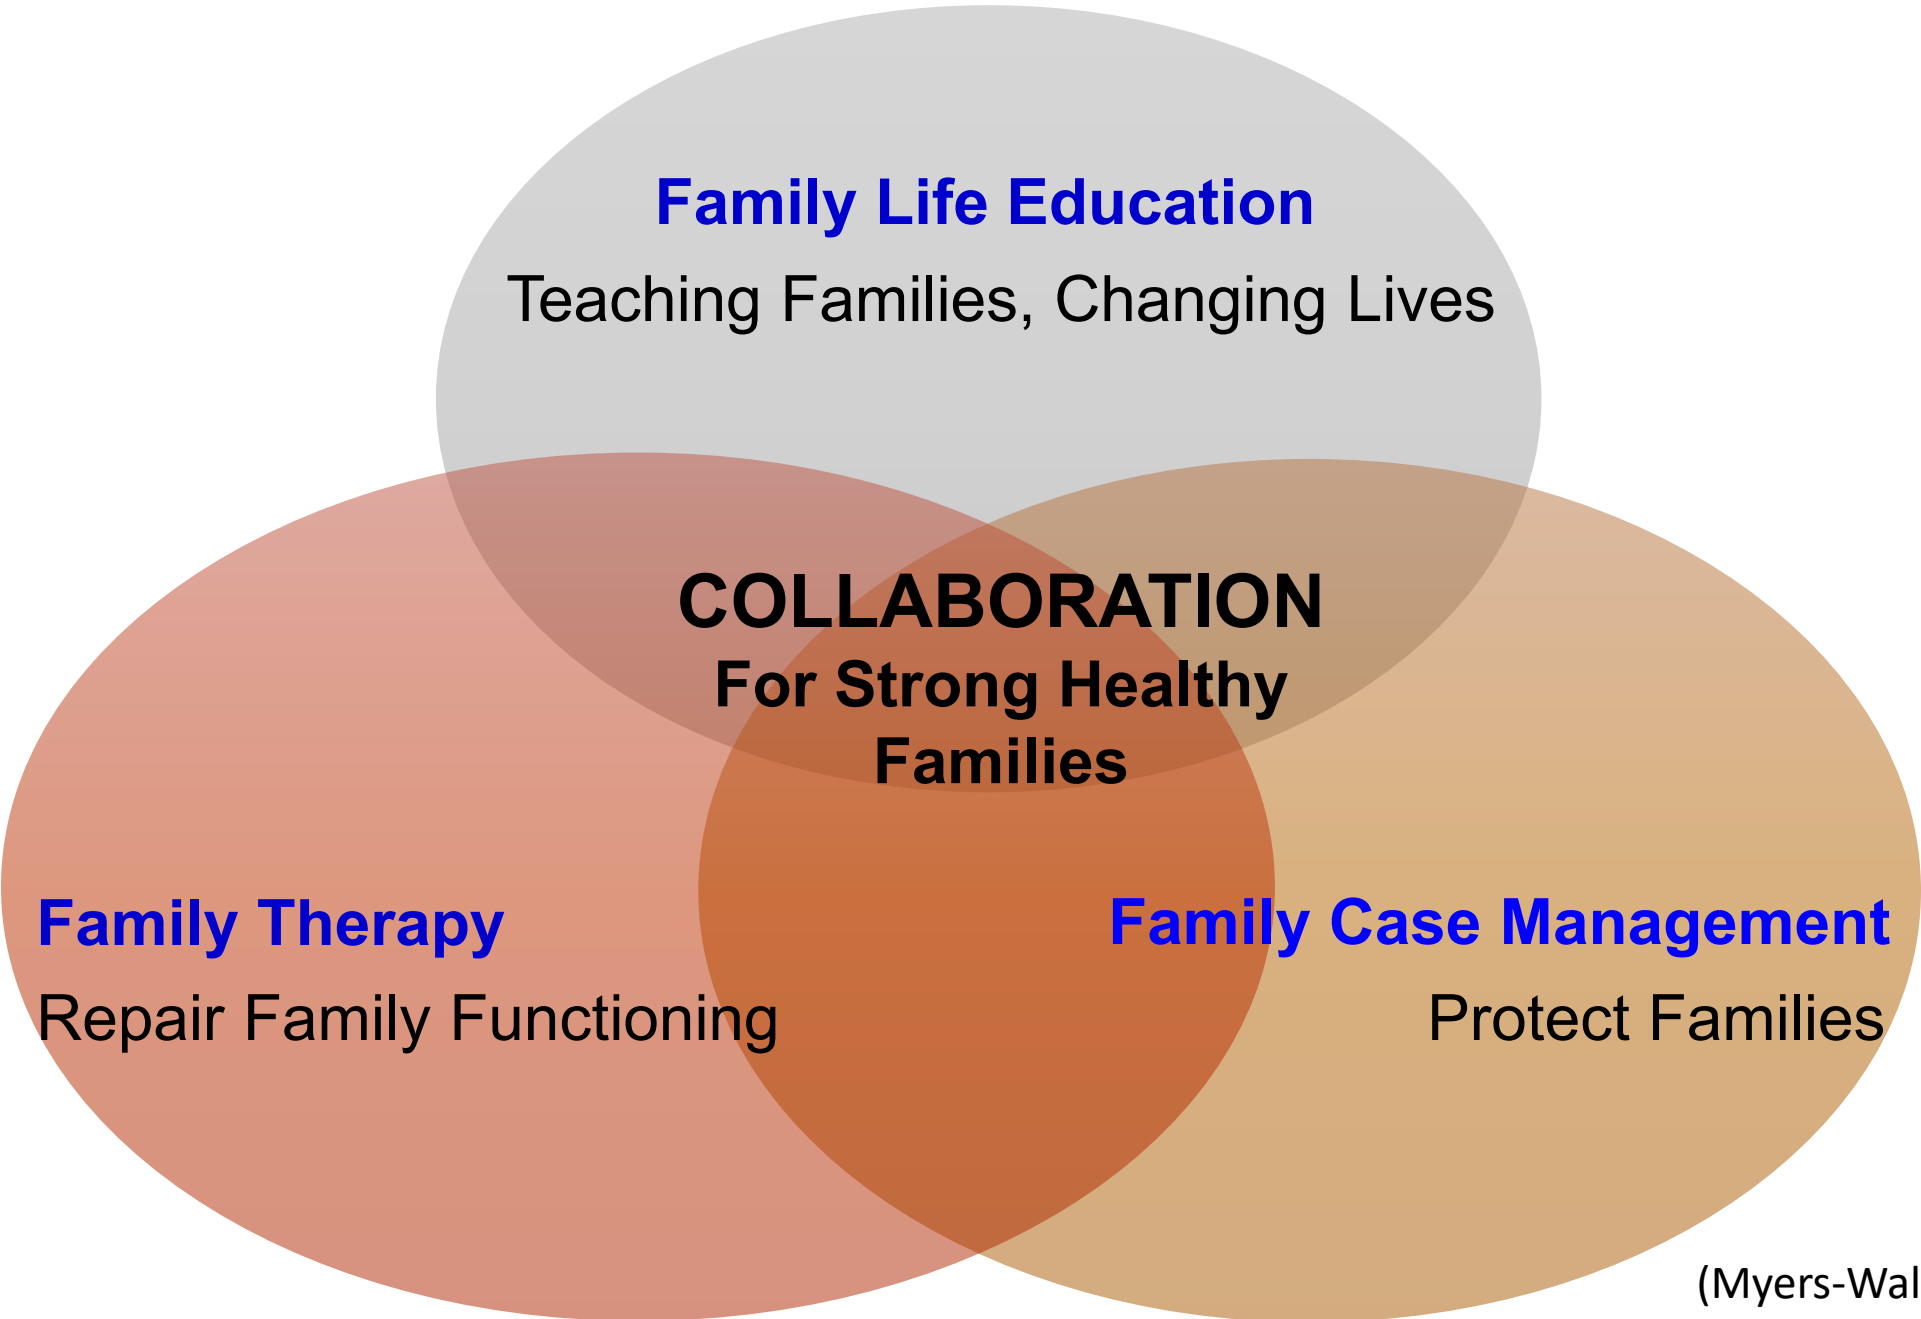 Family Life Education
Teaching Families, Changing Lives
COLLABORATION
For Strong Healthy
Families
Family Therapy
Repair Family Functioning
Family Case Management
Protect Families
(Myers-Wal